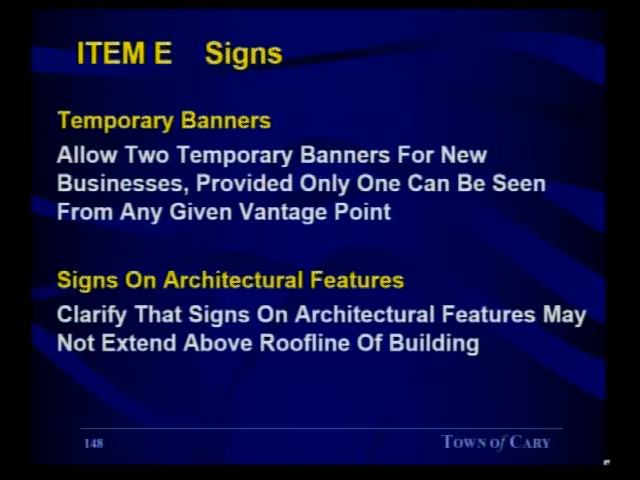 ITEM E Signs
Temporary Banners
Allow Two Temporary Banners For New
Businesses, Provided Only One Can Be Seen
From Any Given Vantage Point
Signs On Architectural Features
Clarify That Signs On Architectural Features May
Not Extend Above Roofline Of Building
148
TOWN of CARY